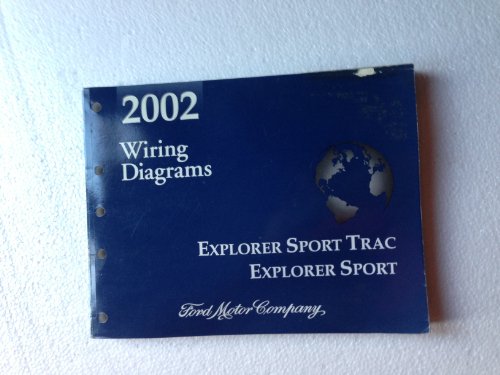 2002
Wiring
Diagrams
EXPLORER SPORT TRAC
EXPLORER SPORT
Ford Motor Company